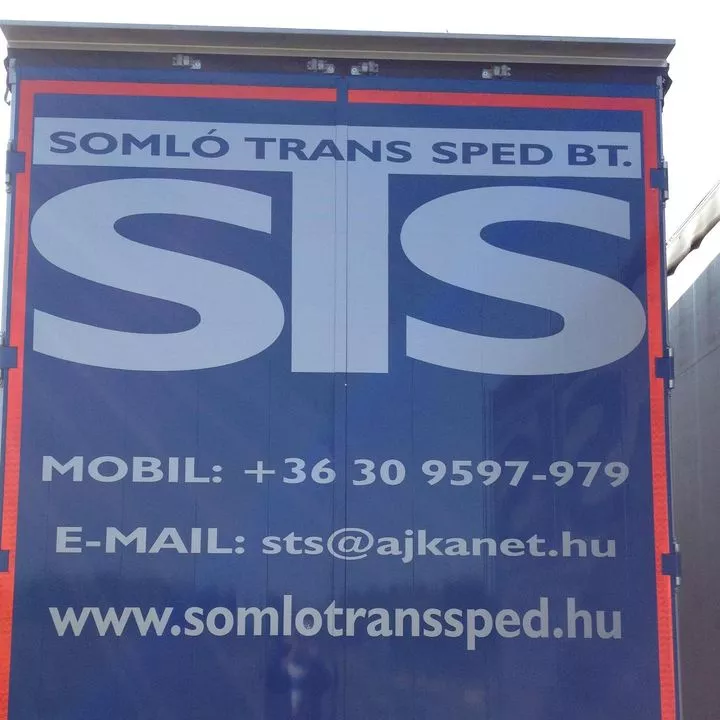 SOMLÓ TRANS SPED BT.
STS
MOBIL: +36 30 9597-979
E-MAIL: sts@ajkanet.hu
www.somlotranssped.hu